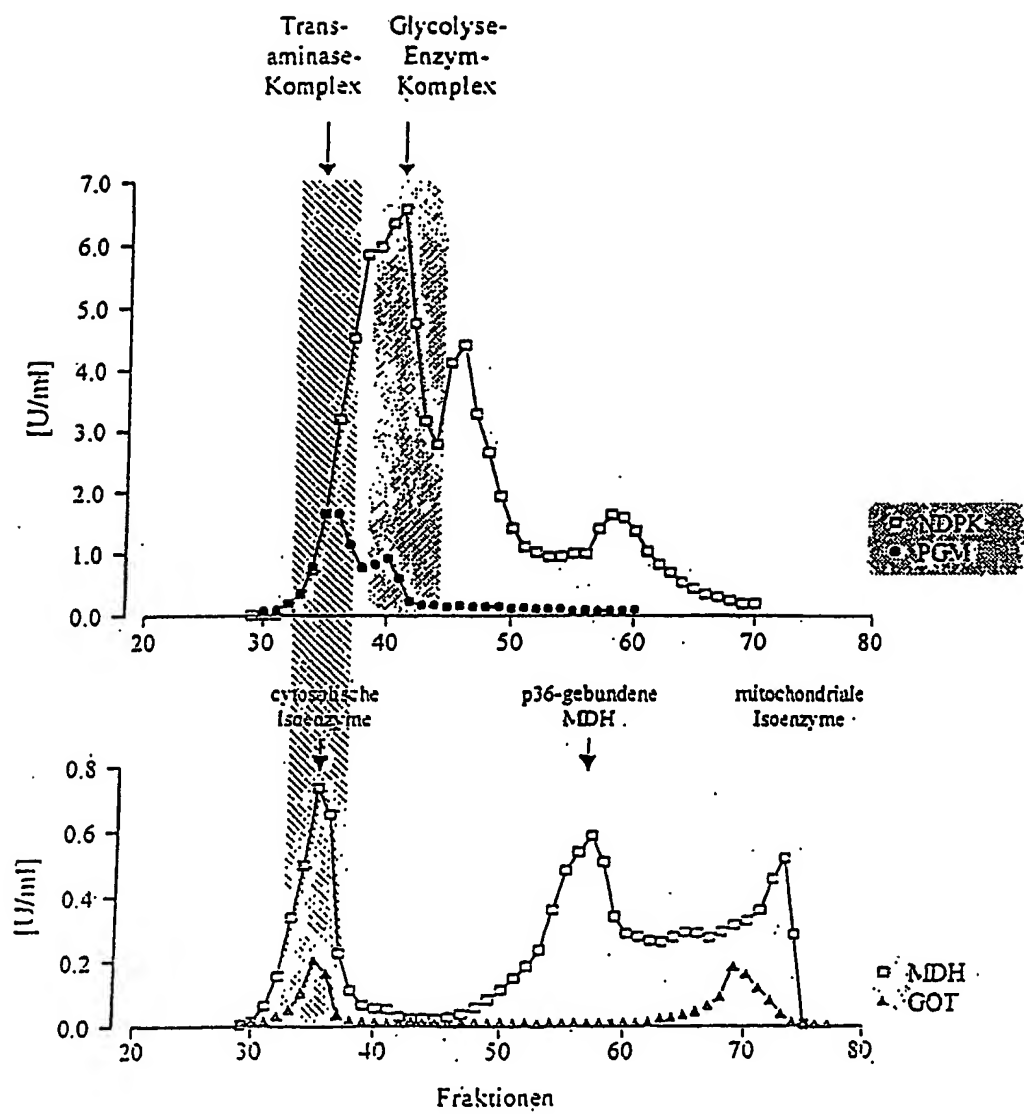 Trans-
aminase-
Komplex
Glycolyse-
Enzym-
Komplex
7.0
6.0
5.0
4.0
3.0
2.0
1.0
0.0
[U/ml]
NDPK
PGM
20 30 40 50 60 70 80
cytosolische
Isoenzyme
p36-gebundene
MDH
mitochondriale
Isoenzyme
0.8
0.6
0.4
0.2
0.0
[U/ml]
MDH
GOT
20 30 40 50 60 70 80
Fraktionen